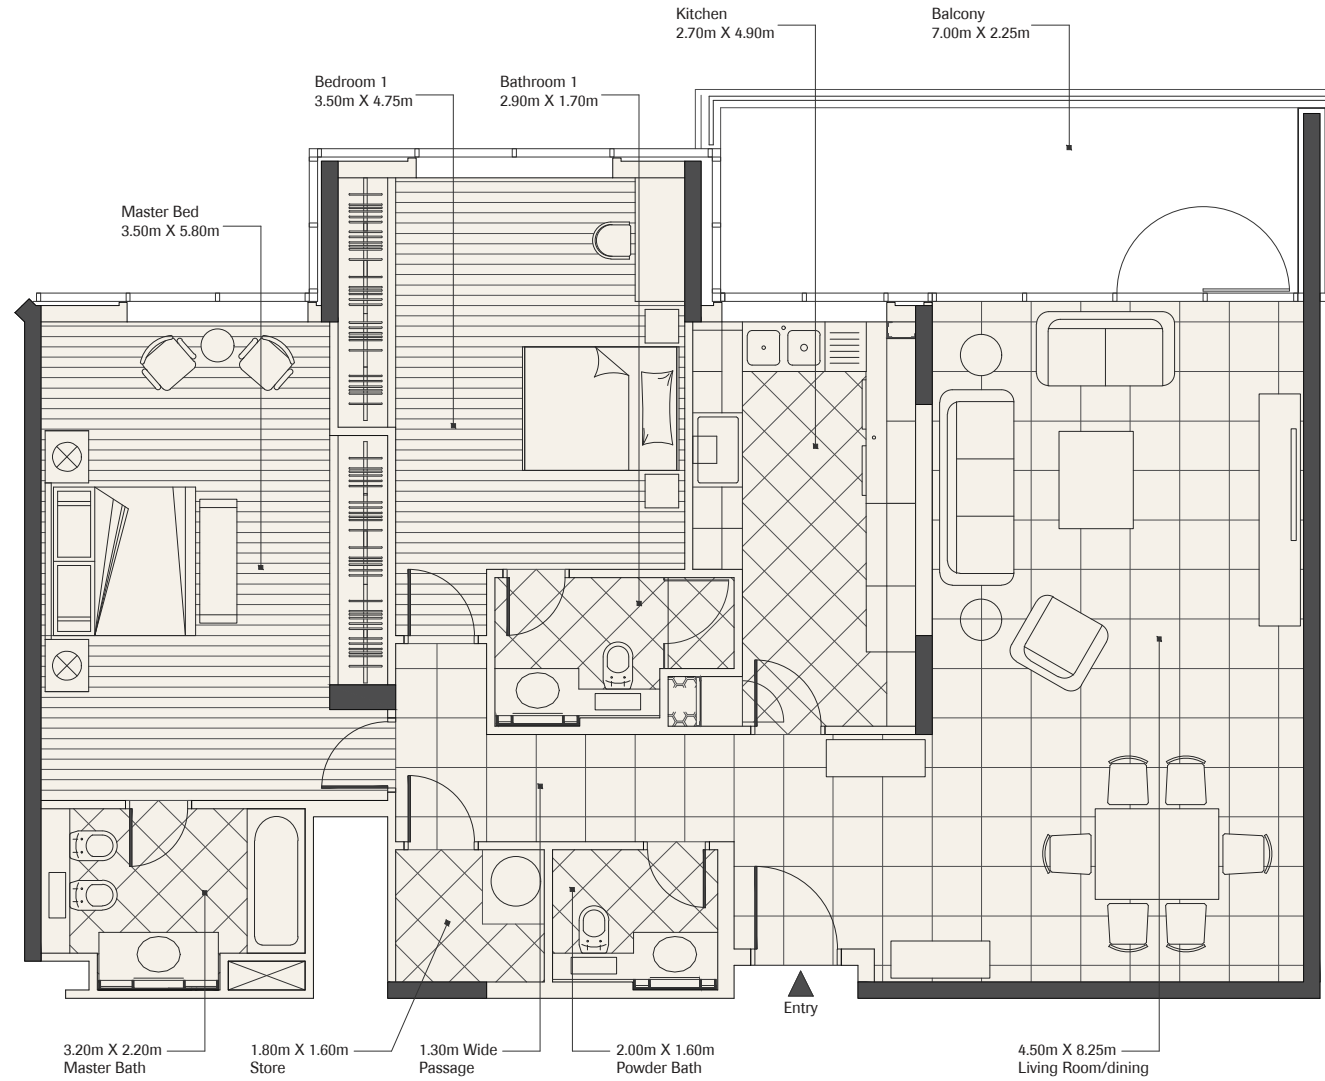 Kitchen
2.70m X 4.90m
Balcony
7.00m X 2.25m
Bedroom 1
3.50m X 4.75m
Bathroom 1
2.90m X 1.70m
Master Bed
3.50m X 5.80m
Entry
3.20m X 2.20m
Master Bath
1.80m X 1.60m
Store
1.30m Wide
Passage
2.00m X 1.60m
Powder Bath
4.50m X 8.25m
Living Room/dining